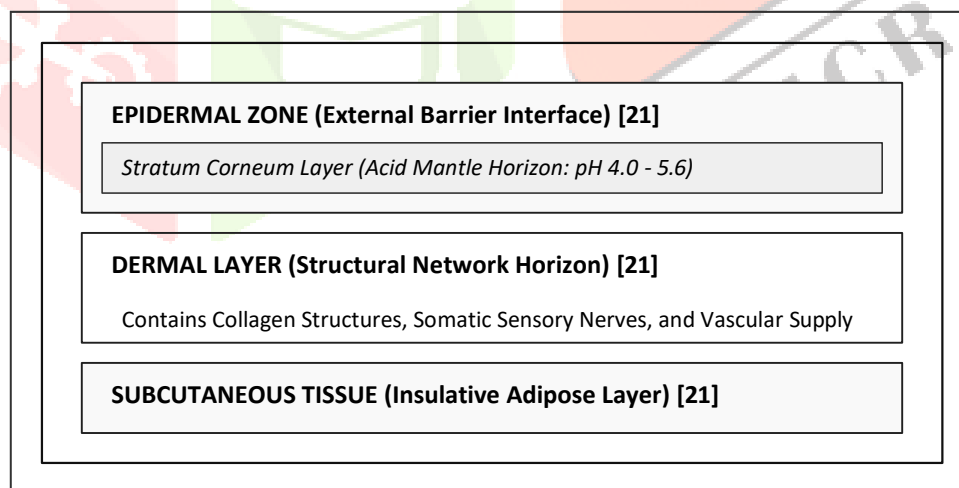 EPIDERMAL ZONE (External Barrier Interface) [21]
Stratum Corneum Layer (Acid Mantle Horizon: pH 4.0 - 5.6)
DERMAL LAYER (Structural Network Horizon) [21]
Contains Collagen Structures, Somatic Sensory Nerves, and Vascular Supply
SUBCUTANEOUS TISSUE (Insulative Adipose Layer) [21]